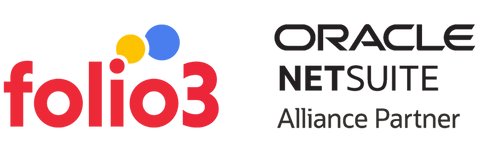 folio3
ORACLE
NETSUITE
Alliance Partner